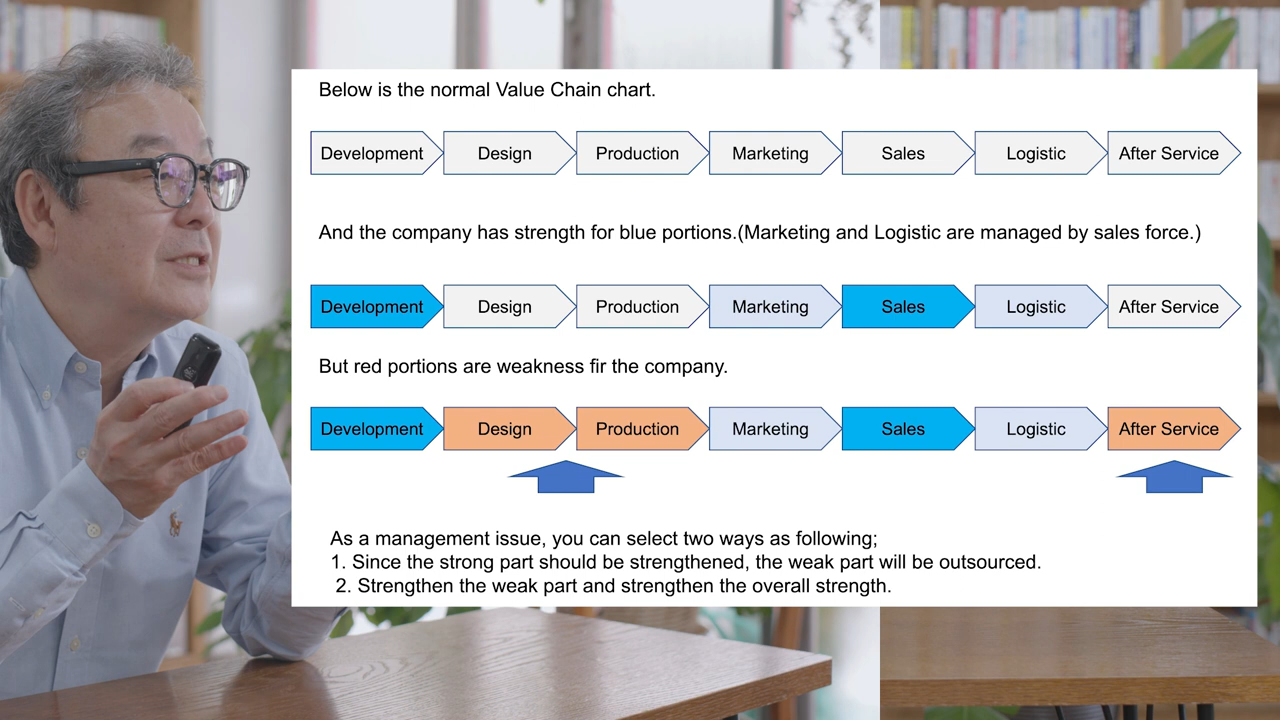 Below is the normal Value Chain chart.
Development Design Production Marketing Sales Logistic After Service
And the company has strength for blue portions.(Marketing and Logistic are managed by sales force.)
Development Design Production Marketing Sales Logistic After Service
But red portions are weakness fir the company.
Development Design Production Marketing Sales Logistic After Service
As a management issue, you can select two ways as following;
1. Since the strong part should be strengthened, the weak part will be outsourced.
2. Strengthen the weak part and strengthen the overall strength.